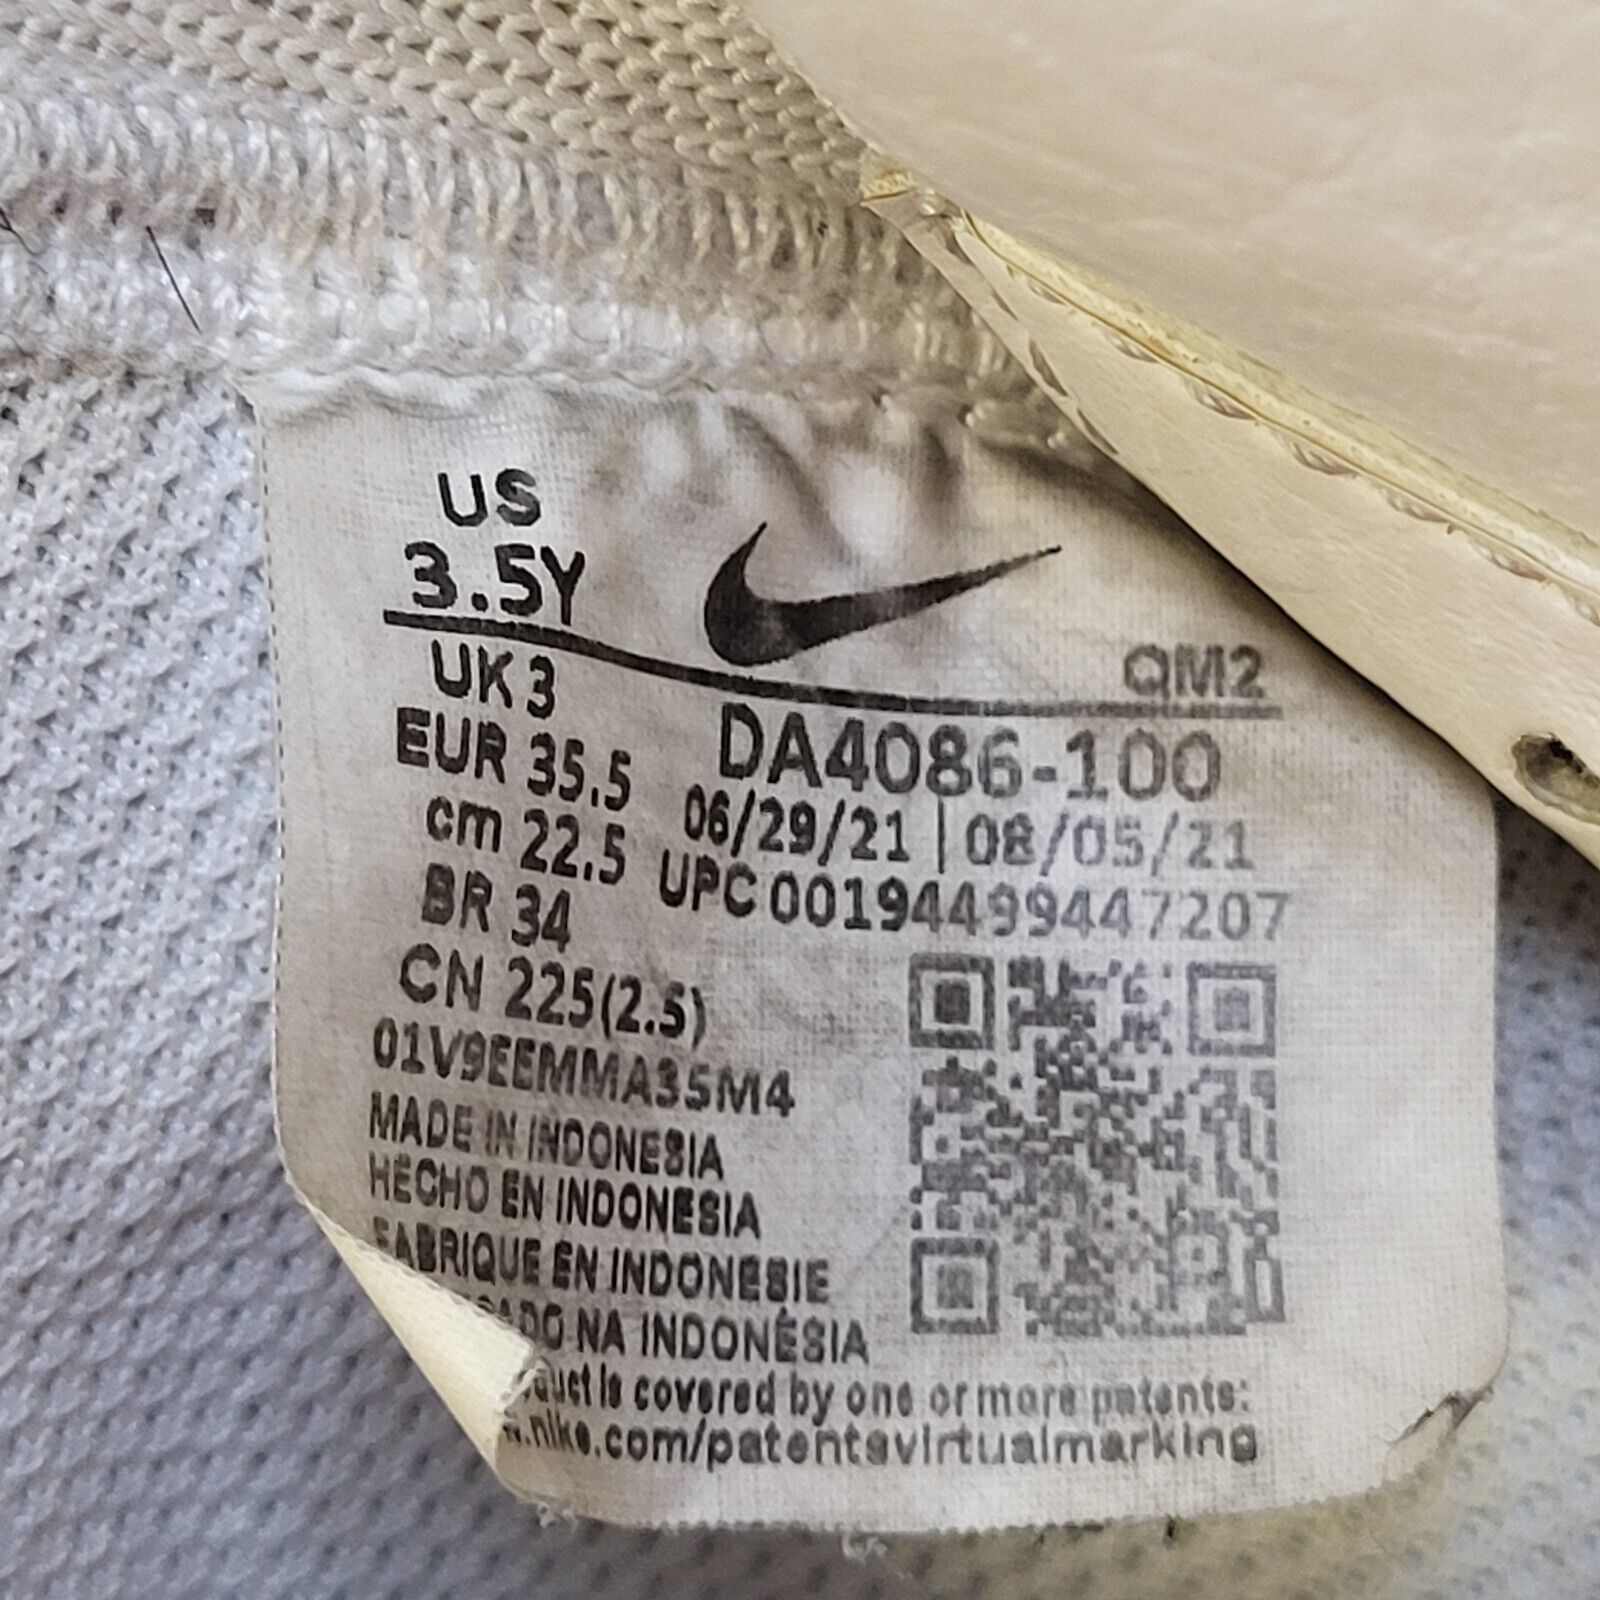 US
3.5Y
QM2
UK 3
DA4086-100
EUR 35.5
06/29/21 | 08/05/21
cm 22.5
UPC 00194499447207
BR 34
CN 225(2.5)
01V9EEMMA35M4
MADE IN INDONESIA
HECHO EN INDONESIA
FABRIQUE EN INDONESIE
NA INDONÉSIA
is covered by one or more patents:
.nike.com/patentsvirtualmarking